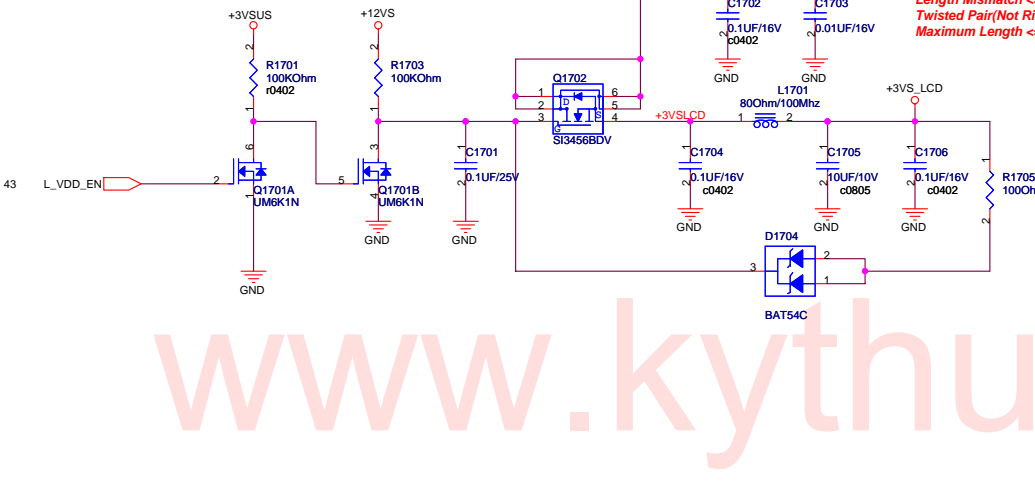 C1702
0.1UF/16V
c0402
GND
C1703
0.01UF/16V
GND
Length Mismatch <
Twisted Pair(Not Ri
Maximum Length <
+3VSUS
R1701
100KOhm
r0402
+12VS
R1703
100KOhm
43 L_VDD_EN
Q1701A
UM6K1N
GND
Q1701B
UM6K1N
GND
C1701
0.1UF/25V
GND
Q1702
1 2 3
6 5 4
D
S
G
SI3456BDV
+3VSLCD
C1704
0.1UF/16V
c0402
GND
L1701
80Ohm/100Mhz
1 2
C1705
10UF/10V
c0805
GND
+3VS_LCD
C1706
0.1UF/16V
c0402
GND
R1705
100Oh
D1704
3 2 1
BAT54C
www.kythu